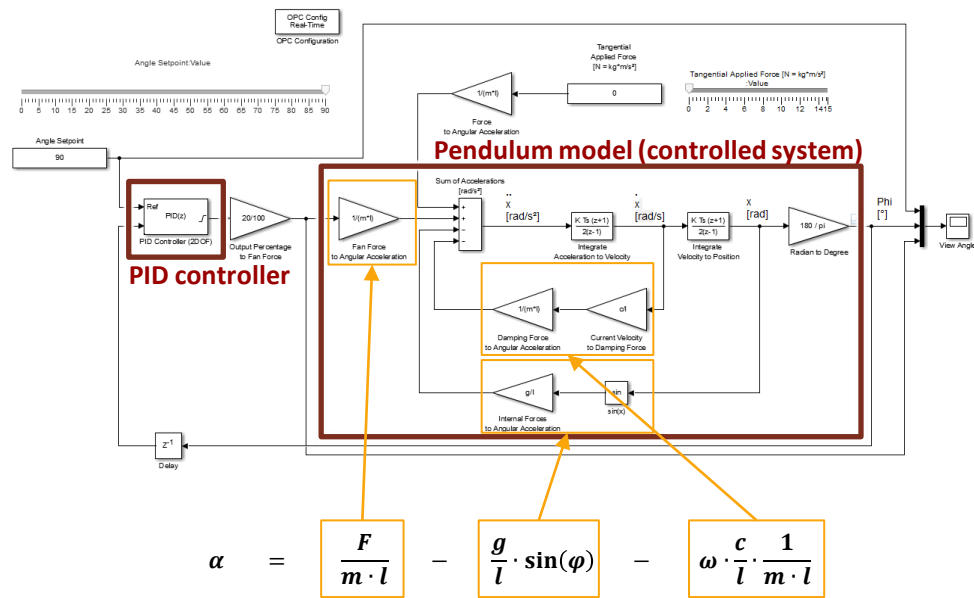 OPC Config
Real-Time
OPC Configuration
Angle Setpoint:Value
0 5 10 15 20 25 30 35 40 45 50 55 60 65 70 75 80 85 90
Tangential
Applied Force
[N = kg*m/s²]
0
Tangential Applied Force [N = kg*m/s²]
:Value
0 2 4 6 8 10 12 1415
1/(m*l)
Force
to Angular Acceleration
Angle Setpoint
90
Pendulum model (controlled system)
Ref
PID(z)
PID Controller (2DOF)
PID controller
20/100
Output Percentage
to Fan Force
1/(m*l)
Fan Force
to Angular Acceleration
Sum of Accelerations
[rad/s²]
+
+
−
−
..
x
[rad/s²]
K Ts (z+1)
2(z-1)
Integrate
Acceleration to Velocity
.
x
[rad/s]
K Ts (z+1)
2(z-1)
Integrate
Velocity to Position
x
[rad]
180 / pi
Radian to Degree
Phi
[°]
View Angle
1/(m*l)
Damping Force
to Angular Acceleration
c/l
Current Velocity
to Damping Force
g/l
Internal Forces
to Angular Acceleration
sin
sin(x)
Z⁻¹
Delay
α = F / (m · l) − g / l · sin(φ) − ω · c / l · 1 / (m · l)